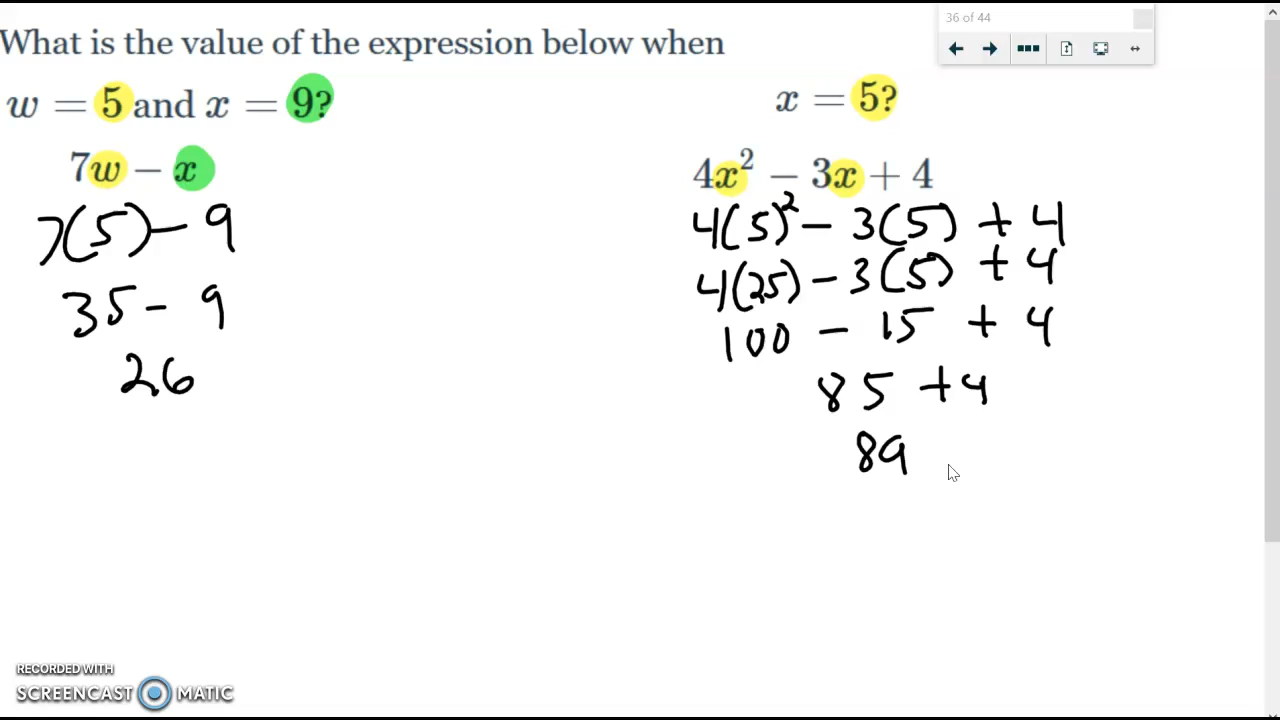 36 of 44
What is the value of the expression below when
w = 5 and x = 9?
7w − x
7(5) − 9
35 − 9
26
x = 5?
4x² − 3x + 4
4(5)² − 3(5) + 4
4(25) − 3(5) + 4
100 − 15 + 4
85 + 4
89
RECORDED WITH
SCREENCAST MATIC